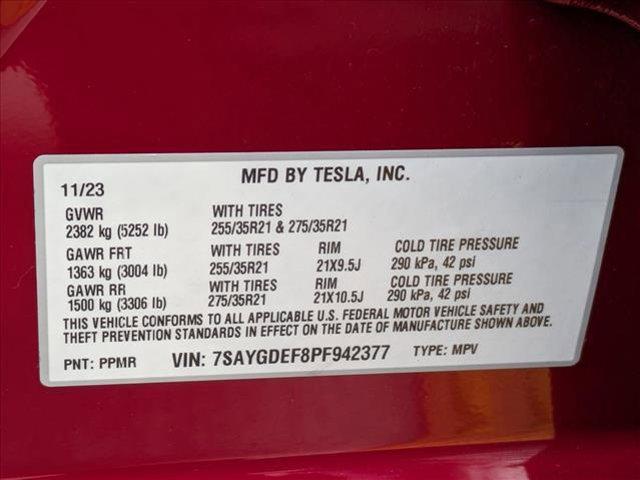 MFD BY TESLA, INC.
11/23
GVWR WITH TIRES
2382 kg (5252 lb) 255/35R21 & 275/35R21
GAWR FRT WITH TIRES RIM COLD TIRE PRESSURE
1363 kg (3004 lb) 255/35R21 21X9.5J 290 kPa, 42 psi
GAWR RR WITH TIRES RIM COLD TIRE PRESSURE
1500 kg (3306 lb) 275/35R21 21X10.5J 290 kPa, 42 psi
THIS VEHICLE CONFORMS TO ALL APPLICABLE U.S. FEDERAL MOTOR VEHICLE SAFETY AND
THEFT PREVENTION STANDARDS IN EFFECT ON THE DATE OF MANUFACTURE SHOWN ABOVE.
PNT: PPMR VIN: 7SAYGDEF8PF942377 TYPE: MPV